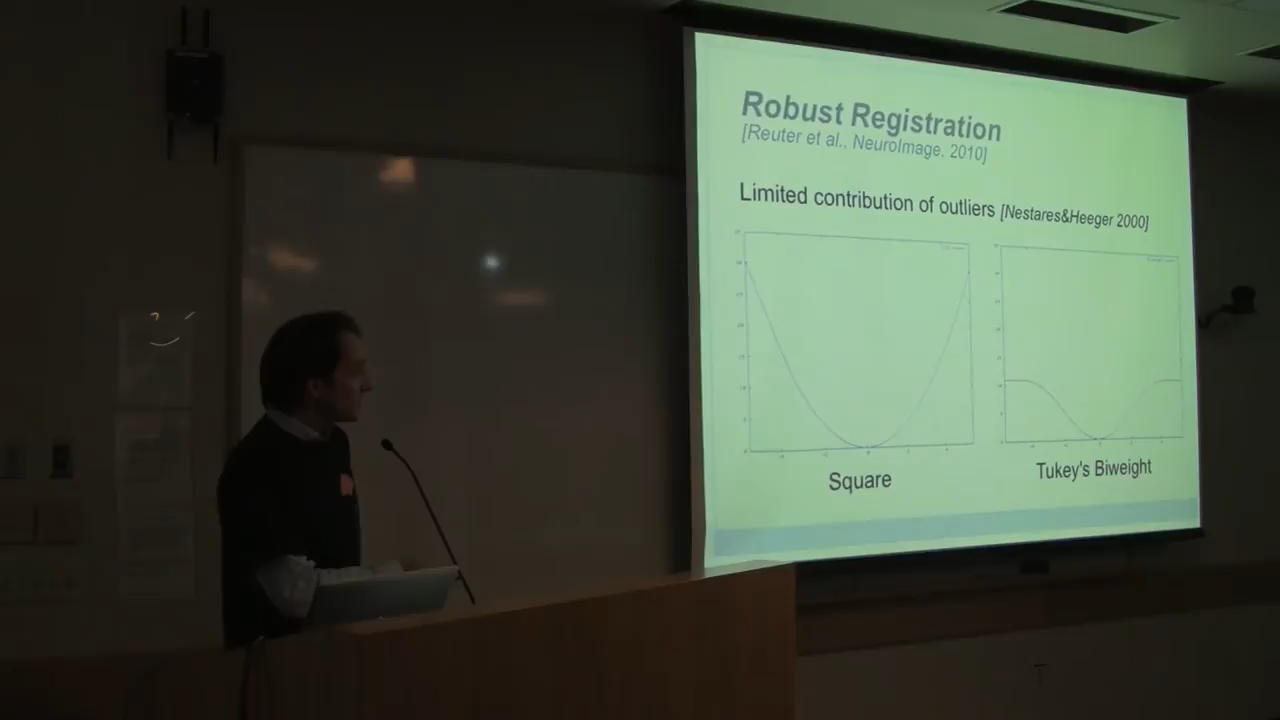 Robust Registration
[Reuter et al., NeuroImage, 2010]
Limited contribution of outliers [Nestares&Heeger 2000]
Square
Tukey's Biweight